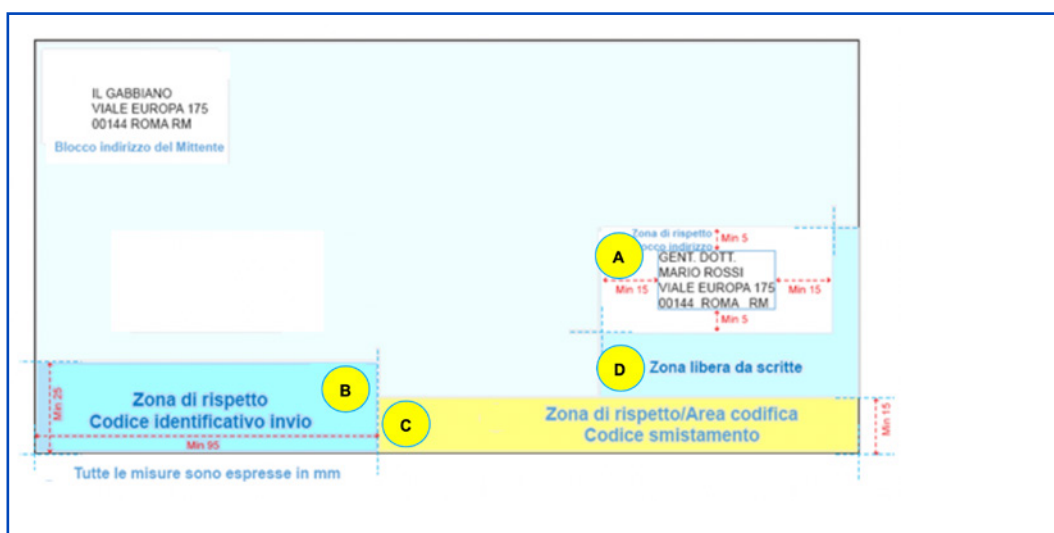 IL GABBIANO
VIALE EUROPA 175
00144 ROMA RM
Blocco indirizzo del Mittente
Zona di rispetto
Blocco indirizzo
Min 5
A
GENT. DOTT.
MARIO ROSSI
VIALE EUROPA 175
00144 ROMA RM
Min 15
Min 15
Min 5
D
Zona libera da scritte
B
Zona di rispetto
Codice identificativo invio
Min 25
Min 95
C
Zona di rispetto/Area codifica
Codice smistamento
Min 15
Tutte le misure sono espresse in mm